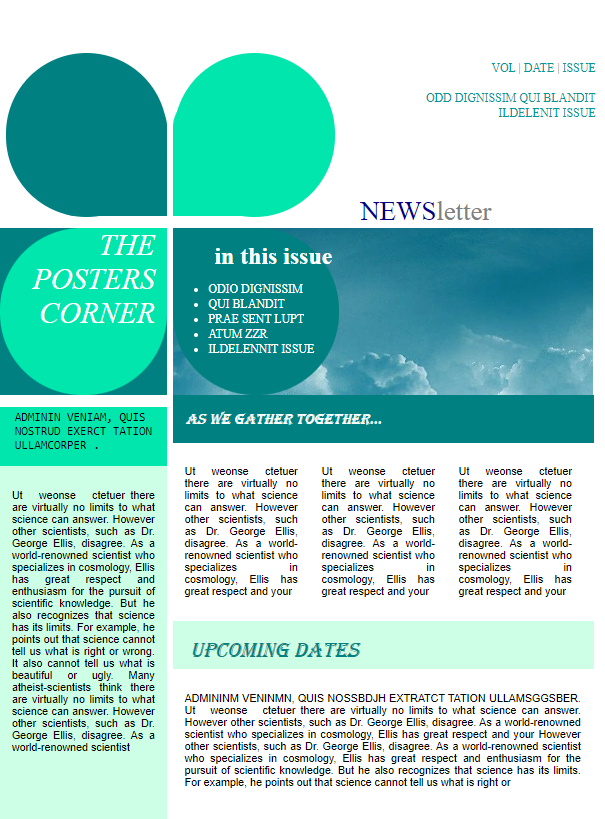 VOL | DATE | ISSUE
ODD DIGNISSIM QUI BLANDIT
ILDELENIT ISSUE
NEWSletter
THE
POSTERS
CORNER
in this issue
• ODIO DIGNISSIM
• QUI BLANDIT
• PRAE SENT LUPT
• ATUM ZZR
• ILDELENNIT ISSUE
ADMININ VENIAM, QUIS
NOSTRUD EXERCT TATION
ULLAMCORPER .
Ut weonse ctetuer there
are virtually no limits to what
science can answer. However
other scientists, such as Dr.
George Ellis, disagree. As a
world-renowned scientist who
specializes in cosmology, Ellis
has great respect and
enthusiasm for the pursuit of
scientific knowledge. But he
also recognizes that science
has its limits. For example, he
points out that science cannot
tell us what is right or wrong.
It also cannot tell us what is
beautiful or ugly. Many
atheist-scientists think there
are virtually no limits to what
science can answer. However
other scientists, such as Dr.
George Ellis, disagree. As a
world-renowned scientist
AS WE GATHER TOGETHER...
Ut weonse ctetuer
there are virtually no
limits to what science
can answer. However
other scientists, such
as Dr. George Ellis,
disagree. As a world-
renowned scientist who
specializes in
cosmology, Ellis has
great respect and your
Ut weonse ctetuer
there are virtually no
limits to what science
can answer. However
other scientists, such
as Dr. George Ellis,
disagree. As a world-
renowned scientist who
specializes in
cosmology, Ellis has
great respect and your
Ut weonse ctetuer
there are virtually no
limits to what science
can answer. However
other scientists, such
as Dr. George Ellis,
disagree. As a world-
renowned scientist who
specializes in
cosmology, Ellis has
great respect and your
UPCOMING DATES
ADMININM VENINMN, QUIS NOSSBDJH EXTRATCT TATION ULLAMSGGSBER.
Ut weonse ctetuer there are virtually no limits to what science can answer.
However other scientists, such as Dr. George Ellis, disagree. As a world-renowned
scientist who specializes in cosmology, Ellis has great respect and your However
other scientists, such as Dr. George Ellis, disagree. As a world-renowned scientist
who specializes in cosmology, Ellis has great respect and enthusiasm for the
pursuit of scientific knowledge. But he also recognizes that science has its limits.
For example, he points out that science cannot tell us what is right or